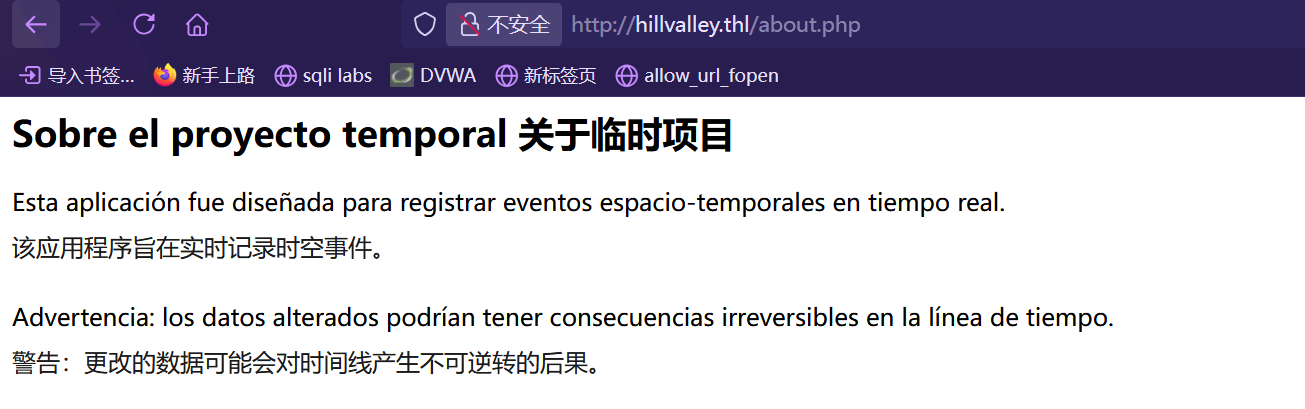 不安全 http://hillvalley.thl/about.php
导入书签... 新手上路 sqli labs DVWA 新标签页 allow_url_fopen
Sobre el proyecto temporal 关于临时项目
Esta aplicación fue diseñada para registrar eventos espacio-temporales en tiempo real.
该应用程序旨在实时记录时空事件。
Advertencia: los datos alterados podrían tener consecuencias irreversibles en la línea de tiempo.
警告：更改的数据可能会对时间线产生不可逆转的后果。